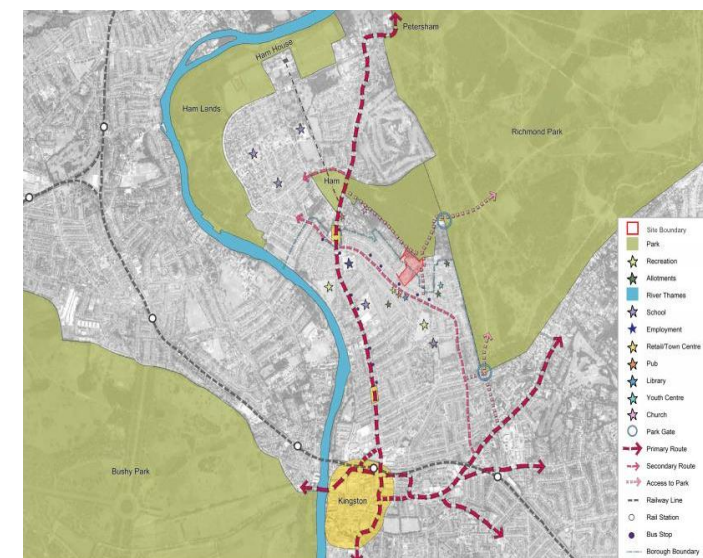 Petersham
Ham House
Ham Lands
Richmond Park
Ham
Bushy Park
Kingston
Site Boundary
Park
Recreation
Allotments
River Thames
School
Employment
Retail/Town Centre
Pub
Library
Youth Centre
Church
Park Gate
Primary Route
Secondary Route
Access to Park
Railway Line
Rail Station
Bus Stop
Borough Boundary